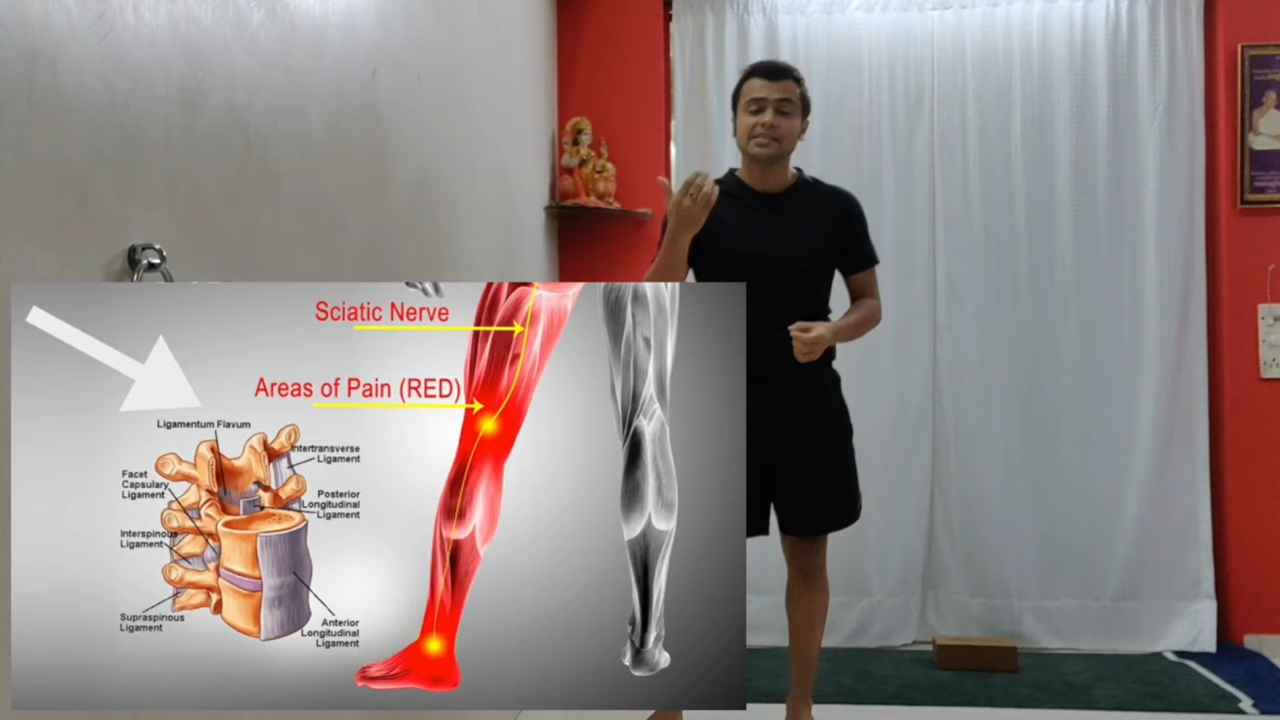 Sciatic Nerve
Areas of Pain (RED)
Ligamentum Flavum
Intertransverse
Ligament
Facet
Capsulary
Ligament
Posterior
Longitudinal
Ligament
Interspinous
Ligament
Supraspinous
Ligament
Anterior
Longitudinal
Ligament